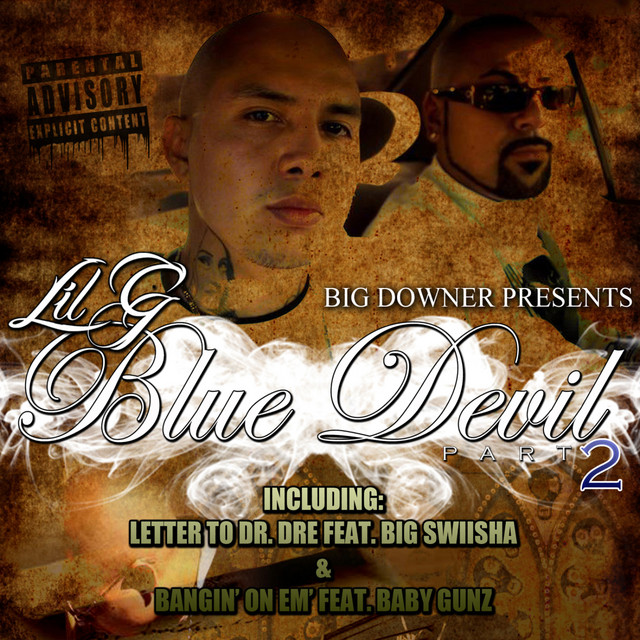 PARENTAL
ADVISORY
EXPLICIT CONTENT
Lil G
BIG DOWNER PRESENTS
Blue Devil
PART 2
INCLUDING:
LETTER TO DR. DRE FEAT. BIG SWIISHA
&
BANGIN' ON EM' FEAT. BABY GUNZ